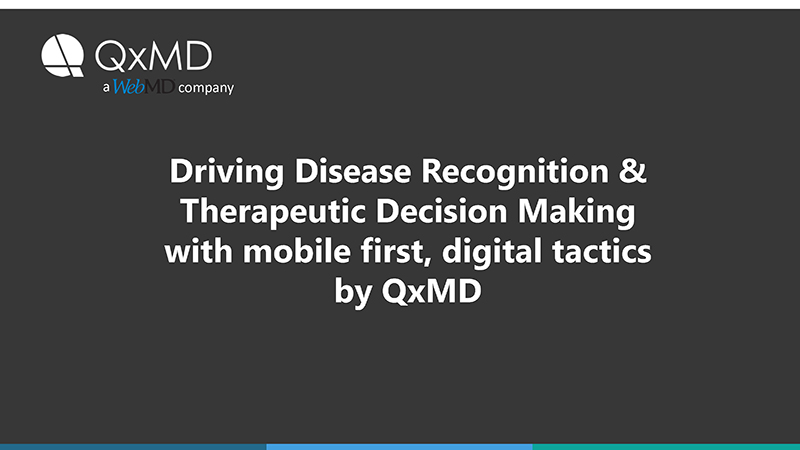 QxMD
a WebMD company
Driving Disease Recognition &
Therapeutic Decision Making
with mobile first, digital tactics
by QxMD